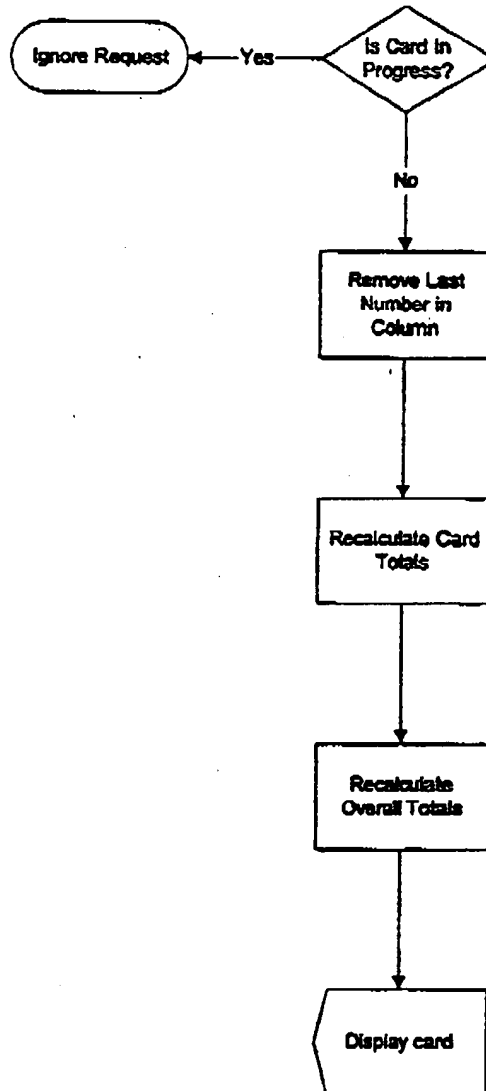 Ignore Request
Yes
Is Card In
Progress?
No
Remove Last
Number in
Column
Recalculate Card
Totals
Recalculate
Overall Totals
Display card